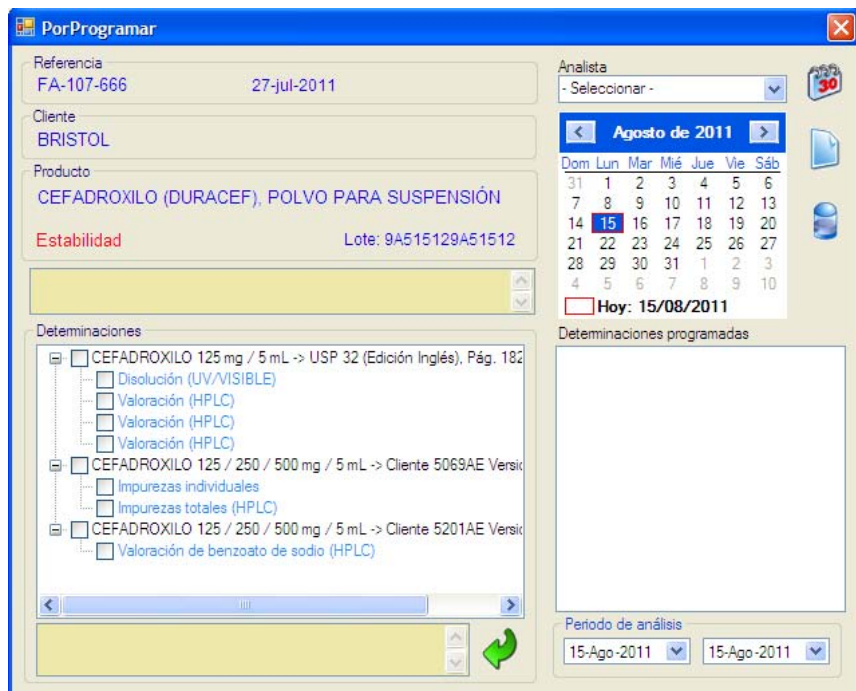 PorProgramar
Referencia
FA-107-666 27-jul-2011
Cliente
BRISTOL
Producto
CEFADROXILO (DURACEF), POLVO PARA SUSPENSIÓN
Estabilidad Lote: 9A515129A51512
Determinaciones
CEFADROXILO 125 mg / 5 mL -> USP 32 (Edición Inglés), Pág. 182
Disolución (UV/VISIBLE)
Valoración (HPLC)
Valoración (HPLC)
Valoración (HPLC)
CEFADROXILO 125 / 250 / 500 mg / 5 mL -> Cliente 5069AE Versic
Impurezas individuales
Impurezas totales (HPLC)
CEFADROXILO 125 / 250 / 500 mg / 5 mL -> Cliente 5201AE Versic
Valoración de benzoato de sodio (HPLC)
Analista
- Seleccionar -
30
Agosto de 2011
Dom Lun Mar Mié Jue Vie Sáb
31 1 2 3 4 5 6
7 8 9 10 11 12 13
14 15 16 17 18 19 20
21 22 23 24 25 26 27
28 29 30 31 1 2 3
4 5 6 7 8 9 10
Hoy: 15/08/2011
Determinaciones programadas
Periodo de análisis
15-Ago-2011 15-Ago-2011